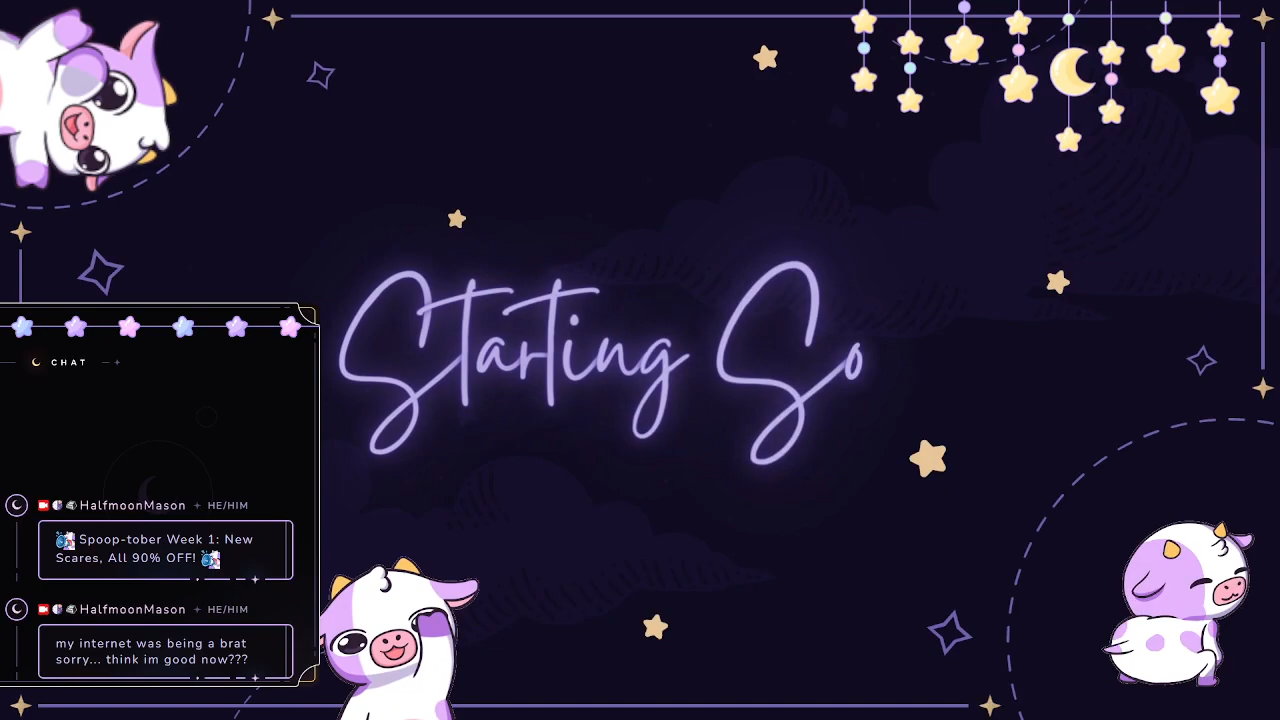 Starting So
CHAT
HalfmoonMason HE/HIM
Spoop-tober Week 1: New
Scares, All 90% OFF!
HalfmoonMason HE/HIM
my internet was being a brat
sorry... think im good now???